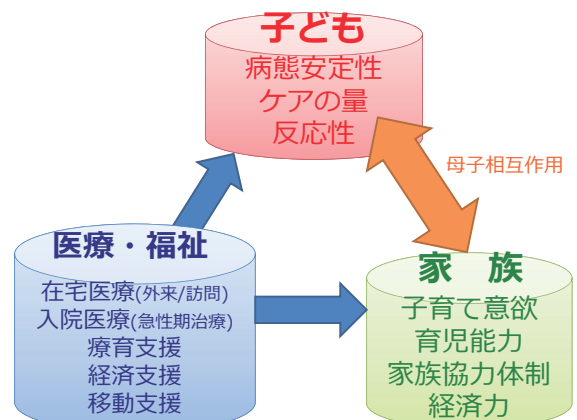 子ども
病態安定性
ケアの量
反応性
母子相互作用
医療・福祉
在宅医療(外来/訪問)
入院医療(急性期治療)
療育支援
経済支援
移動支援
家　族
子育て意欲
育児能力
家族協力体制
経済力